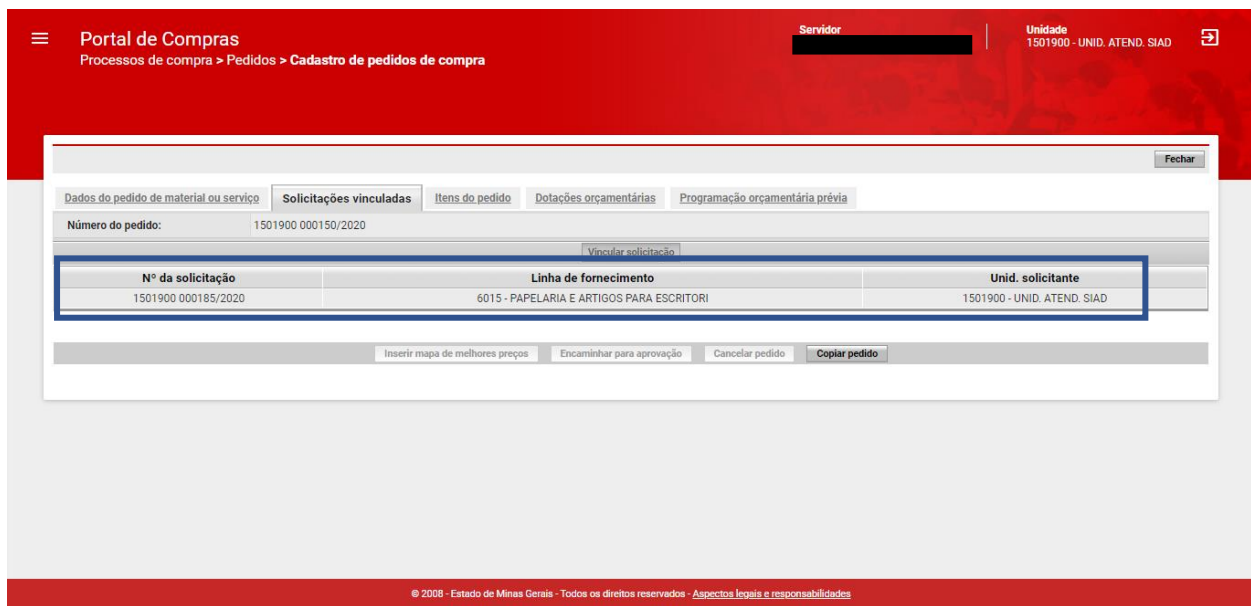 Portal de Compras
Processos de compra > Pedidos > Cadastro de pedidos de compra
Servidor
Unidade
1501900 - UNID. ATEND. SIAD
Fechar
Dados do pedido de material ou serviço Solicitações vinculadas Itens do pedido Dotações orçamentárias Programação orçamentária prévia
Número do pedido: 1501900 000150/2020
Vincular solicitação
Nº da solicitação Linha de fornecimento Unid. solicitante
1501900 000185/2020 6015 - PAPELARIA E ARTIGOS PARA ESCRITORI 1501900 - UNID. ATEND. SIAD
Inserir mapa de melhores preços Encaminhar para aprovação Cancelar pedido Copiar pedido
© 2008 - Estado de Minas Gerais - Todos os direitos reservados - Aspectos legais e responsabilidades